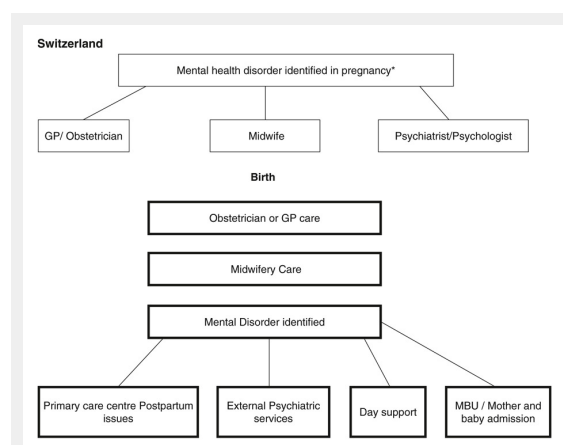 Switzerland
Mental health disorder identified in pregnancy*
GP/ Obstetrician
Midwife
Psychiatrist/Psychologist
Birth
Obstetrician or GP care
Midwifery Care
Mental Disorder identified
Primary care centre Postpartum
issues
External Psychiatric
services
Day support
MBU / Mother and
baby admission